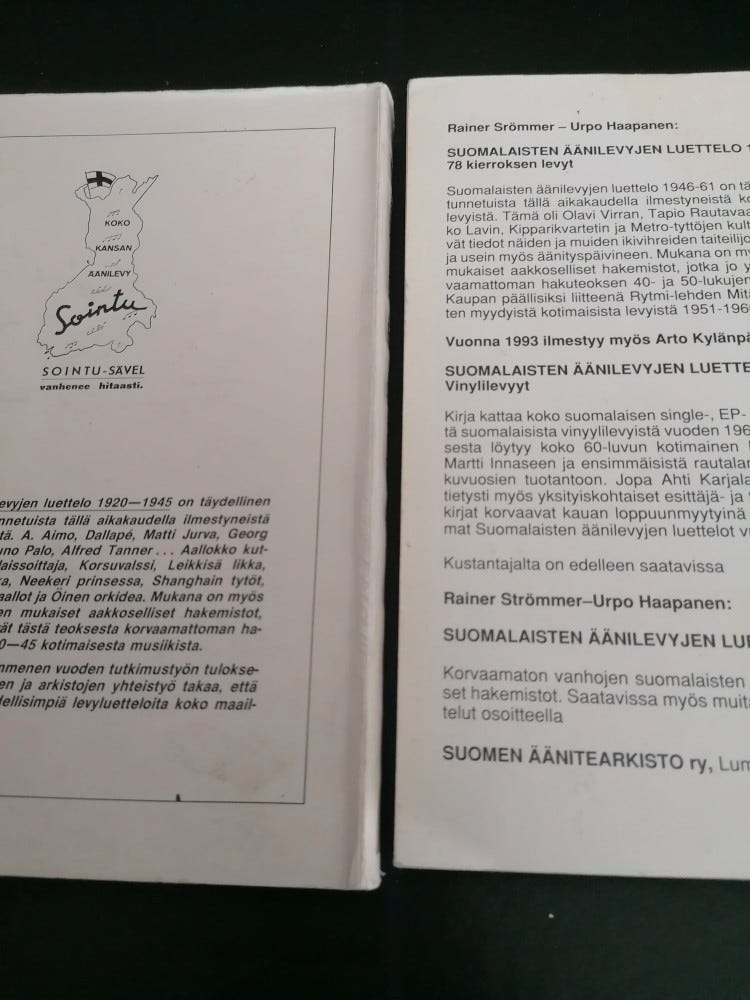 KOKO
KANSAN
ÄÄNILEVY
Sointu
SOINTU-SÄVEL
vanhenee hitaasti.
evyjen luettelo 1920—1945 on täydellinen
nnetuista tällä aikakaudella ilmestyneistä
tä. A. Aimo, Dallapé, Matti Jurva, Georg
uno Palo, Alfred Tanner... Aallokko kut-
laissoittaja, Korsuvalssi, Leikkisä Iikka,
ka, Neekeri prinsessa, Shanghain tytöt,
aallot ja Öinen orkidea. Mukana on myös
en mukaiset aakkoselliset hakemistot,
ät tästä teoksesta korvaamattoman ha-
0—45 kotimaisesta musiikista.
nmenen vuoden tutkimustyön tulokse-
en ja arkistojen yhteistyö takaa, että
dellisimpiä levyluetteloita koko maail-
Rainer Srömmer – Urpo Haapanen:
SUOMALAISTEN ÄÄNILEVYJEN LUETTELO 1
78 kierroksen levyt
Suomalaisten äänilevyjen luettelo 1946-61 on tä
tunnetuista tällä aikakaudella ilmestyneistä ko
levyistä. Tämä oli Olavi Virran, Tapio Rautavaa
ko Lavin, Kipparikvartetin ja Metro-tyttöjen kult
vät tiedot näiden ja muiden ikivihreiden taiteilijo
ja usein myös äänityspäivineen. Mukana on my
mukaiset aakkoselliset hakemistot, jotka jo y
vaamattoman hakuteoksen 40- ja 50-lukujen
Kaupan päällisiksi liitteenä Rytmi-lehden Mitä
ten myydyistä kotimaisista levyistä 1951-196
Vuonna 1993 ilmestyy myös Arto Kylänpä
SUOMALAISTEN ÄÄNILEVYJEN LUETTE
Vinylilevyyt
Kirja kattaa koko suomalaisen single-, EP-
tä suomalaisista vinyylilevyistä vuoden 196
sesta löytyy koko 60-luvun kotimainen
Martti Innaseen ja ensimmäisistä rautalan
kuvuosien tuotantoon. Jopa Ahti Karjala
tietysti myös yksityiskohtaiset esittäjä- ja
kirjat korvaavat kauan loppuunmyytyinä
mat Suomalaisten äänilevyjen luettelot v
Kustantajalta on edelleen saatavissa
Rainer Strömmer–Urpo Haapanen:
SUOMALAISTEN ÄÄNILEVYJEN LUE
Korvaamaton vanhojen suomalaisten
set hakemistot. Saatavissa myös muita
telut osoitteella
SUOMEN ÄÄNITEARKISTO ry, Lum